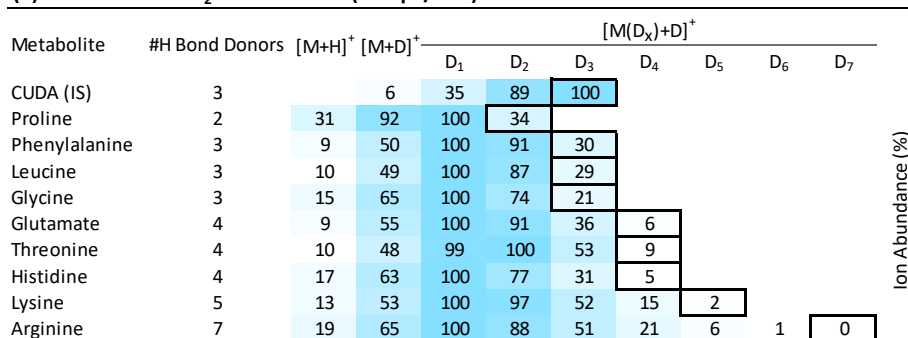 [M(Dx)+D]+
Metabolite #H Bond Donors [M+H]+ [M+D]+
D1 D2 D3 D4 D5 D6 D7
CUDA (IS) 3 6 35 89 100
Proline 2 31 92 100 34
Phenylalanine 3 9 50 100 91 30
Leucine 3 10 49 100 87 29
Glycine 3 15 65 100 74 21
Glutamate 4 9 55 100 91 36 6
Threonine 4 10 48 99 100 53 9
Histidine 4 17 63 100 77 31 5
Lysine 5 13 53 100 97 52 15 2
Arginine 7 19 65 100 88 51 21 6 1 0
Ion Abundance (%)